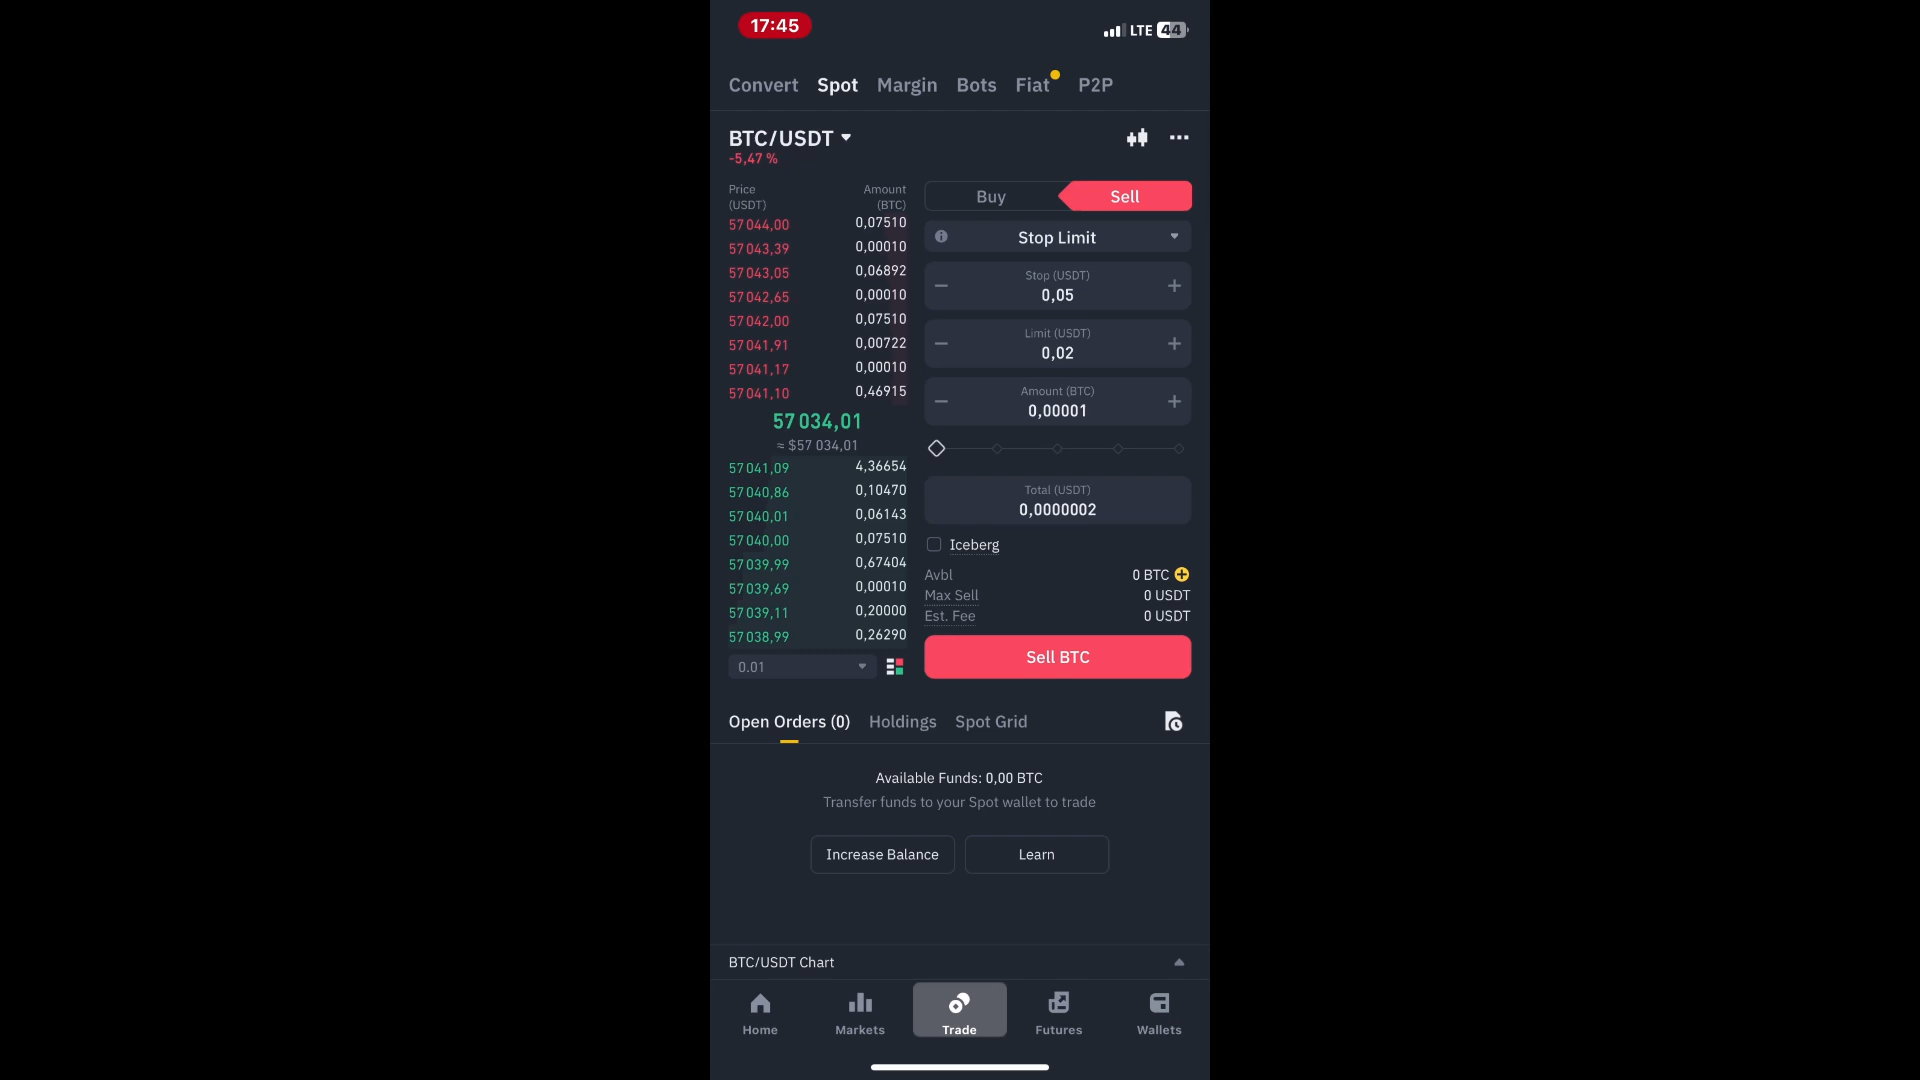 17:45
LTE 44
Convert Spot Margin Bots Fiat P2P
BTC/USDT
-5,47 %
Price (USDT) Amount (BTC)
57 044,00 0,07510
57 043,39 0,00010
57 043,05 0,06892
57 042,65 0,00010
57 042,00 0,07510
57 041,91 0,00722
57 041,17 0,00010
57 041,10 0,46915
57 034,01
≈ $57 034,01
57 041,09 4,36654
57 040,86 0,10470
57 040,01 0,06143
57 040,00 0,07510
57 039,99 0,67404
57 039,69 0,00010
57 039,11 0,20000
57 038,99 0,26290
0.01
Buy Sell
Stop Limit
Stop (USDT)
0,05
Limit (USDT)
0,02
Amount (BTC)
0,00001
Total (USDT)
0,0000002
Iceberg
Avbl 0 BTC
Max Sell 0 USDT
Est. Fee 0 USDT
Sell BTC
Open Orders (0) Holdings Spot Grid
Available Funds: 0,00 BTC
Transfer funds to your Spot wallet to trade
Increase Balance Learn
BTC/USDT Chart
Home Markets Trade Futures Wallets